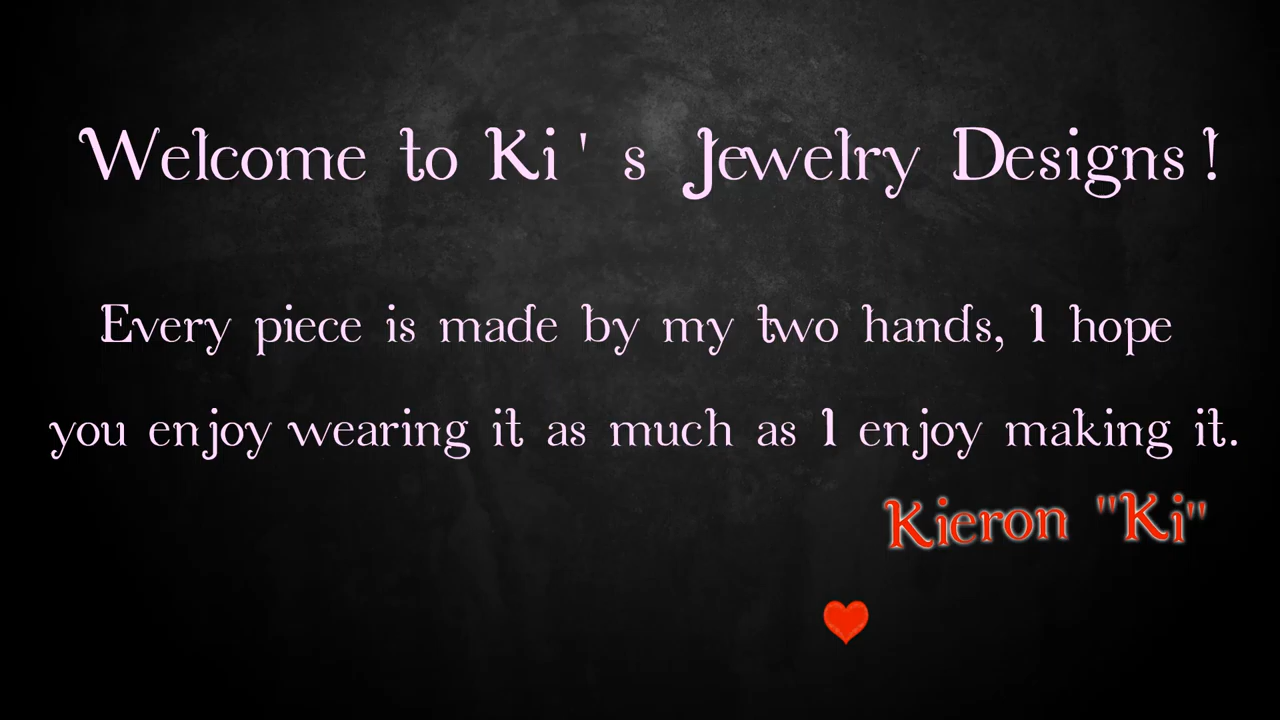 Welcome to Ki's Jewelry Designs!
Every piece is made by my two hands, I hope
you enjoy wearing it as much as I enjoy making it.
Kieron "Ki"